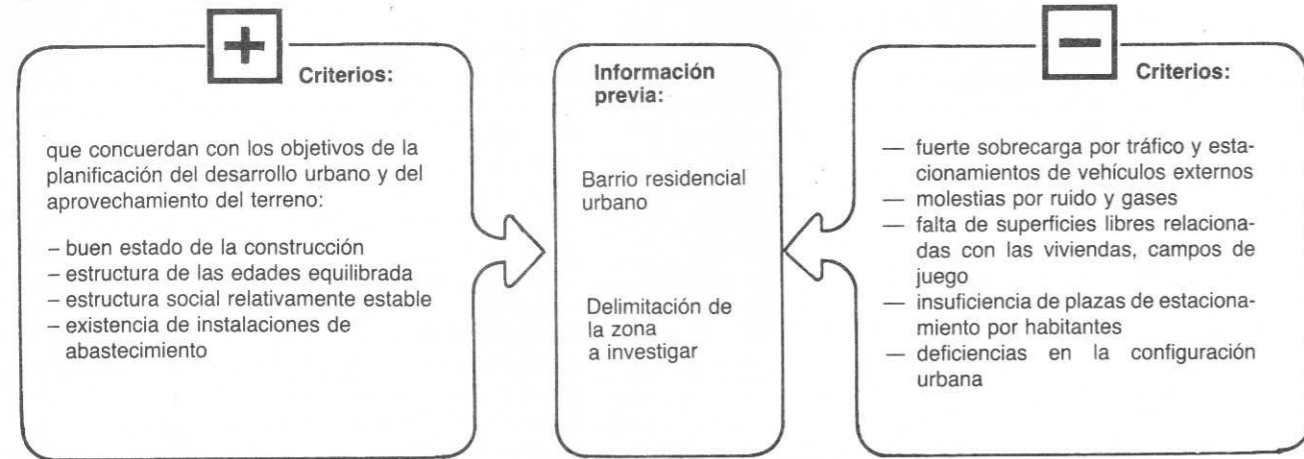 +
Criterios:
que concuerdan con los objetivos de la
planificación del desarrollo urbano y del
aprovechamiento del terreno:
– buen estado de la construcción
– estructura de las edades equilibrada
– estructura social relativamente estable
– existencia de instalaciones de
abastecimiento
Información
previa:
Barrio residencial
urbano
Delimitación de
la zona
a investigar
−
Criterios:
— fuerte sobrecarga por tráfico y esta-
cionamientos de vehículos externos
— molestias por ruido y gases
— falta de superficies libres relaciona-
das con las viviendas, campos de
juego
— insuficiencia de plazas de estaciona-
miento por habitantes
— deficiencias en la configuración
urbana